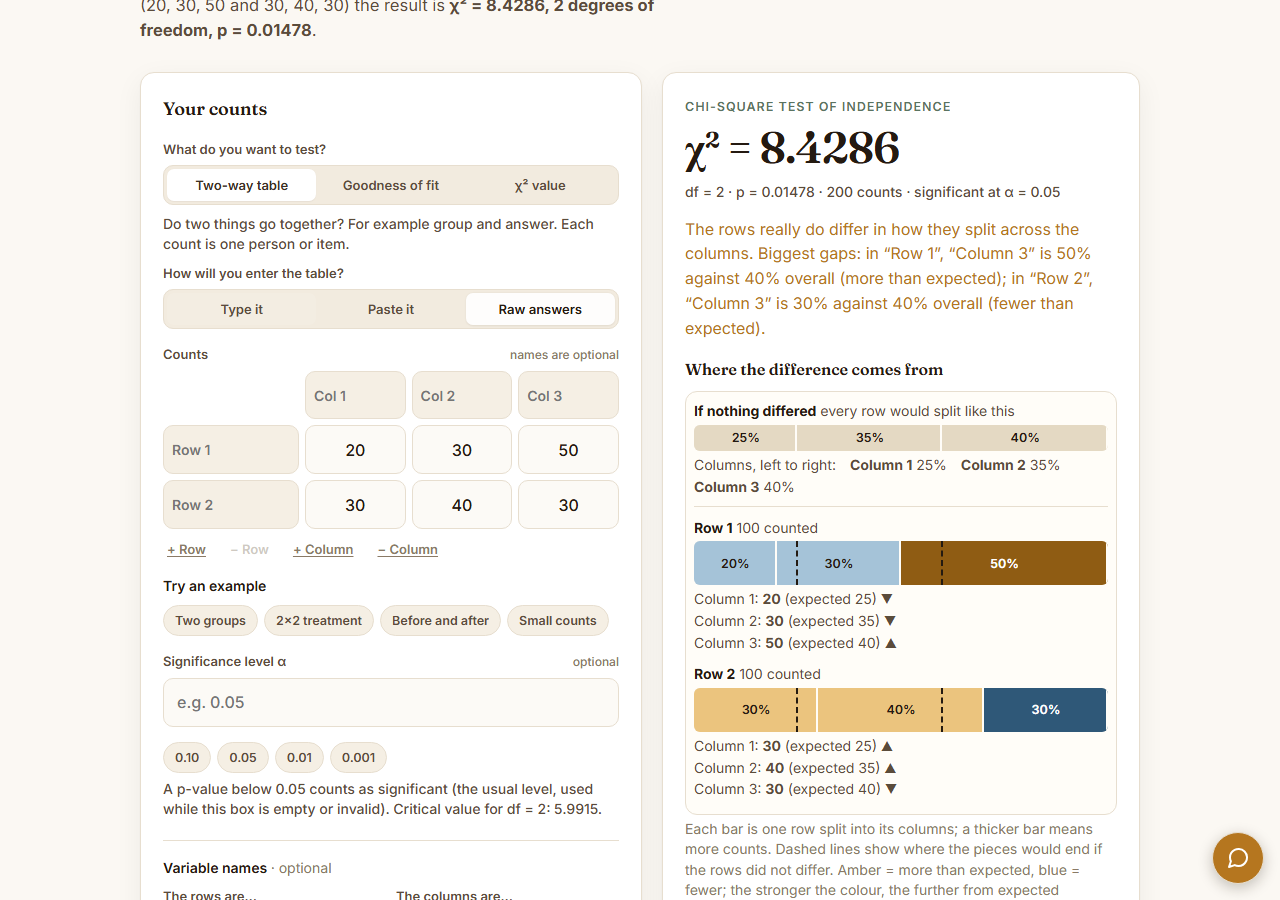 (20, 30, 50 and 30, 40, 30) the result is χ² = 8.4286, 2 degrees of
freedom, p = 0.01478.
Your counts
What do you want to test?
Two-way table
Goodness of fit
χ² value
Do two things go together? For example group and answer. Each
count is one person or item.
How will you enter the table?
Type it
Paste it
Raw answers
Counts
names are optional
Col 1
Col 2
Col 3
Row 1
20
30
50
Row 2
30
40
30
+ Row
− Row
+ Column
− Column
Try an example
Two groups
2×2 treatment
Before and after
Small counts
Significance level α
optional
e.g. 0.05
0.10
0.05
0.01
0.001
A p-value below 0.05 counts as significant (the usual level, used
while this box is empty or invalid). Critical value for df = 2: 5.9915.
Variable names · optional
The rows are...
The columns are...
CHI-SQUARE TEST OF INDEPENDENCE
χ² = 8.4286
df = 2 · p = 0.01478 · 200 counts · significant at α = 0.05
The rows really do differ in how they split across the
columns. Biggest gaps: in “Row 1”, “Column 3” is 50%
against 40% overall (more than expected); in “Row 2”,
“Column 3” is 30% against 40% overall (fewer than
expected).
Where the difference comes from
If nothing differed every row would split like this
25%
35%
40%
Columns, left to right: Column 1 25% Column 2 35%
Column 3 40%
Row 1 100 counted
20%
30%
50%
Column 1: 20 (expected 25) ▼
Column 2: 30 (expected 35) ▼
Column 3: 50 (expected 40) ▲
Row 2 100 counted
30%
40%
30%
Column 1: 30 (expected 25) ▲
Column 2: 40 (expected 35) ▲
Column 3: 30 (expected 40) ▼
Each bar is one row split into its columns; a thicker bar means
more counts. Dashed lines show where the pieces would end if
the rows did not differ. Amber = more than expected, blue =
fewer; the stronger the colour, the further from expected